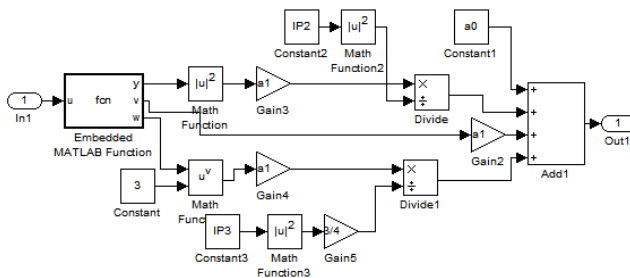 IP2
|u|²
a0
Constant2
Math
Function2
Constant1
1
In1
u
fcn
y
v
w
|u|²
a1
×
÷
+
+
+
+
Math
Function
Gain3
Divide
Embedded
MATLAB Function
a1
Gain2
1
Out1
Add1
3
Constant
uᵛ
Math
Func
a1
Gain4
×
÷
Divide1
IP3
|u|²
3/4
Constant3
Math
Function3
Gain5